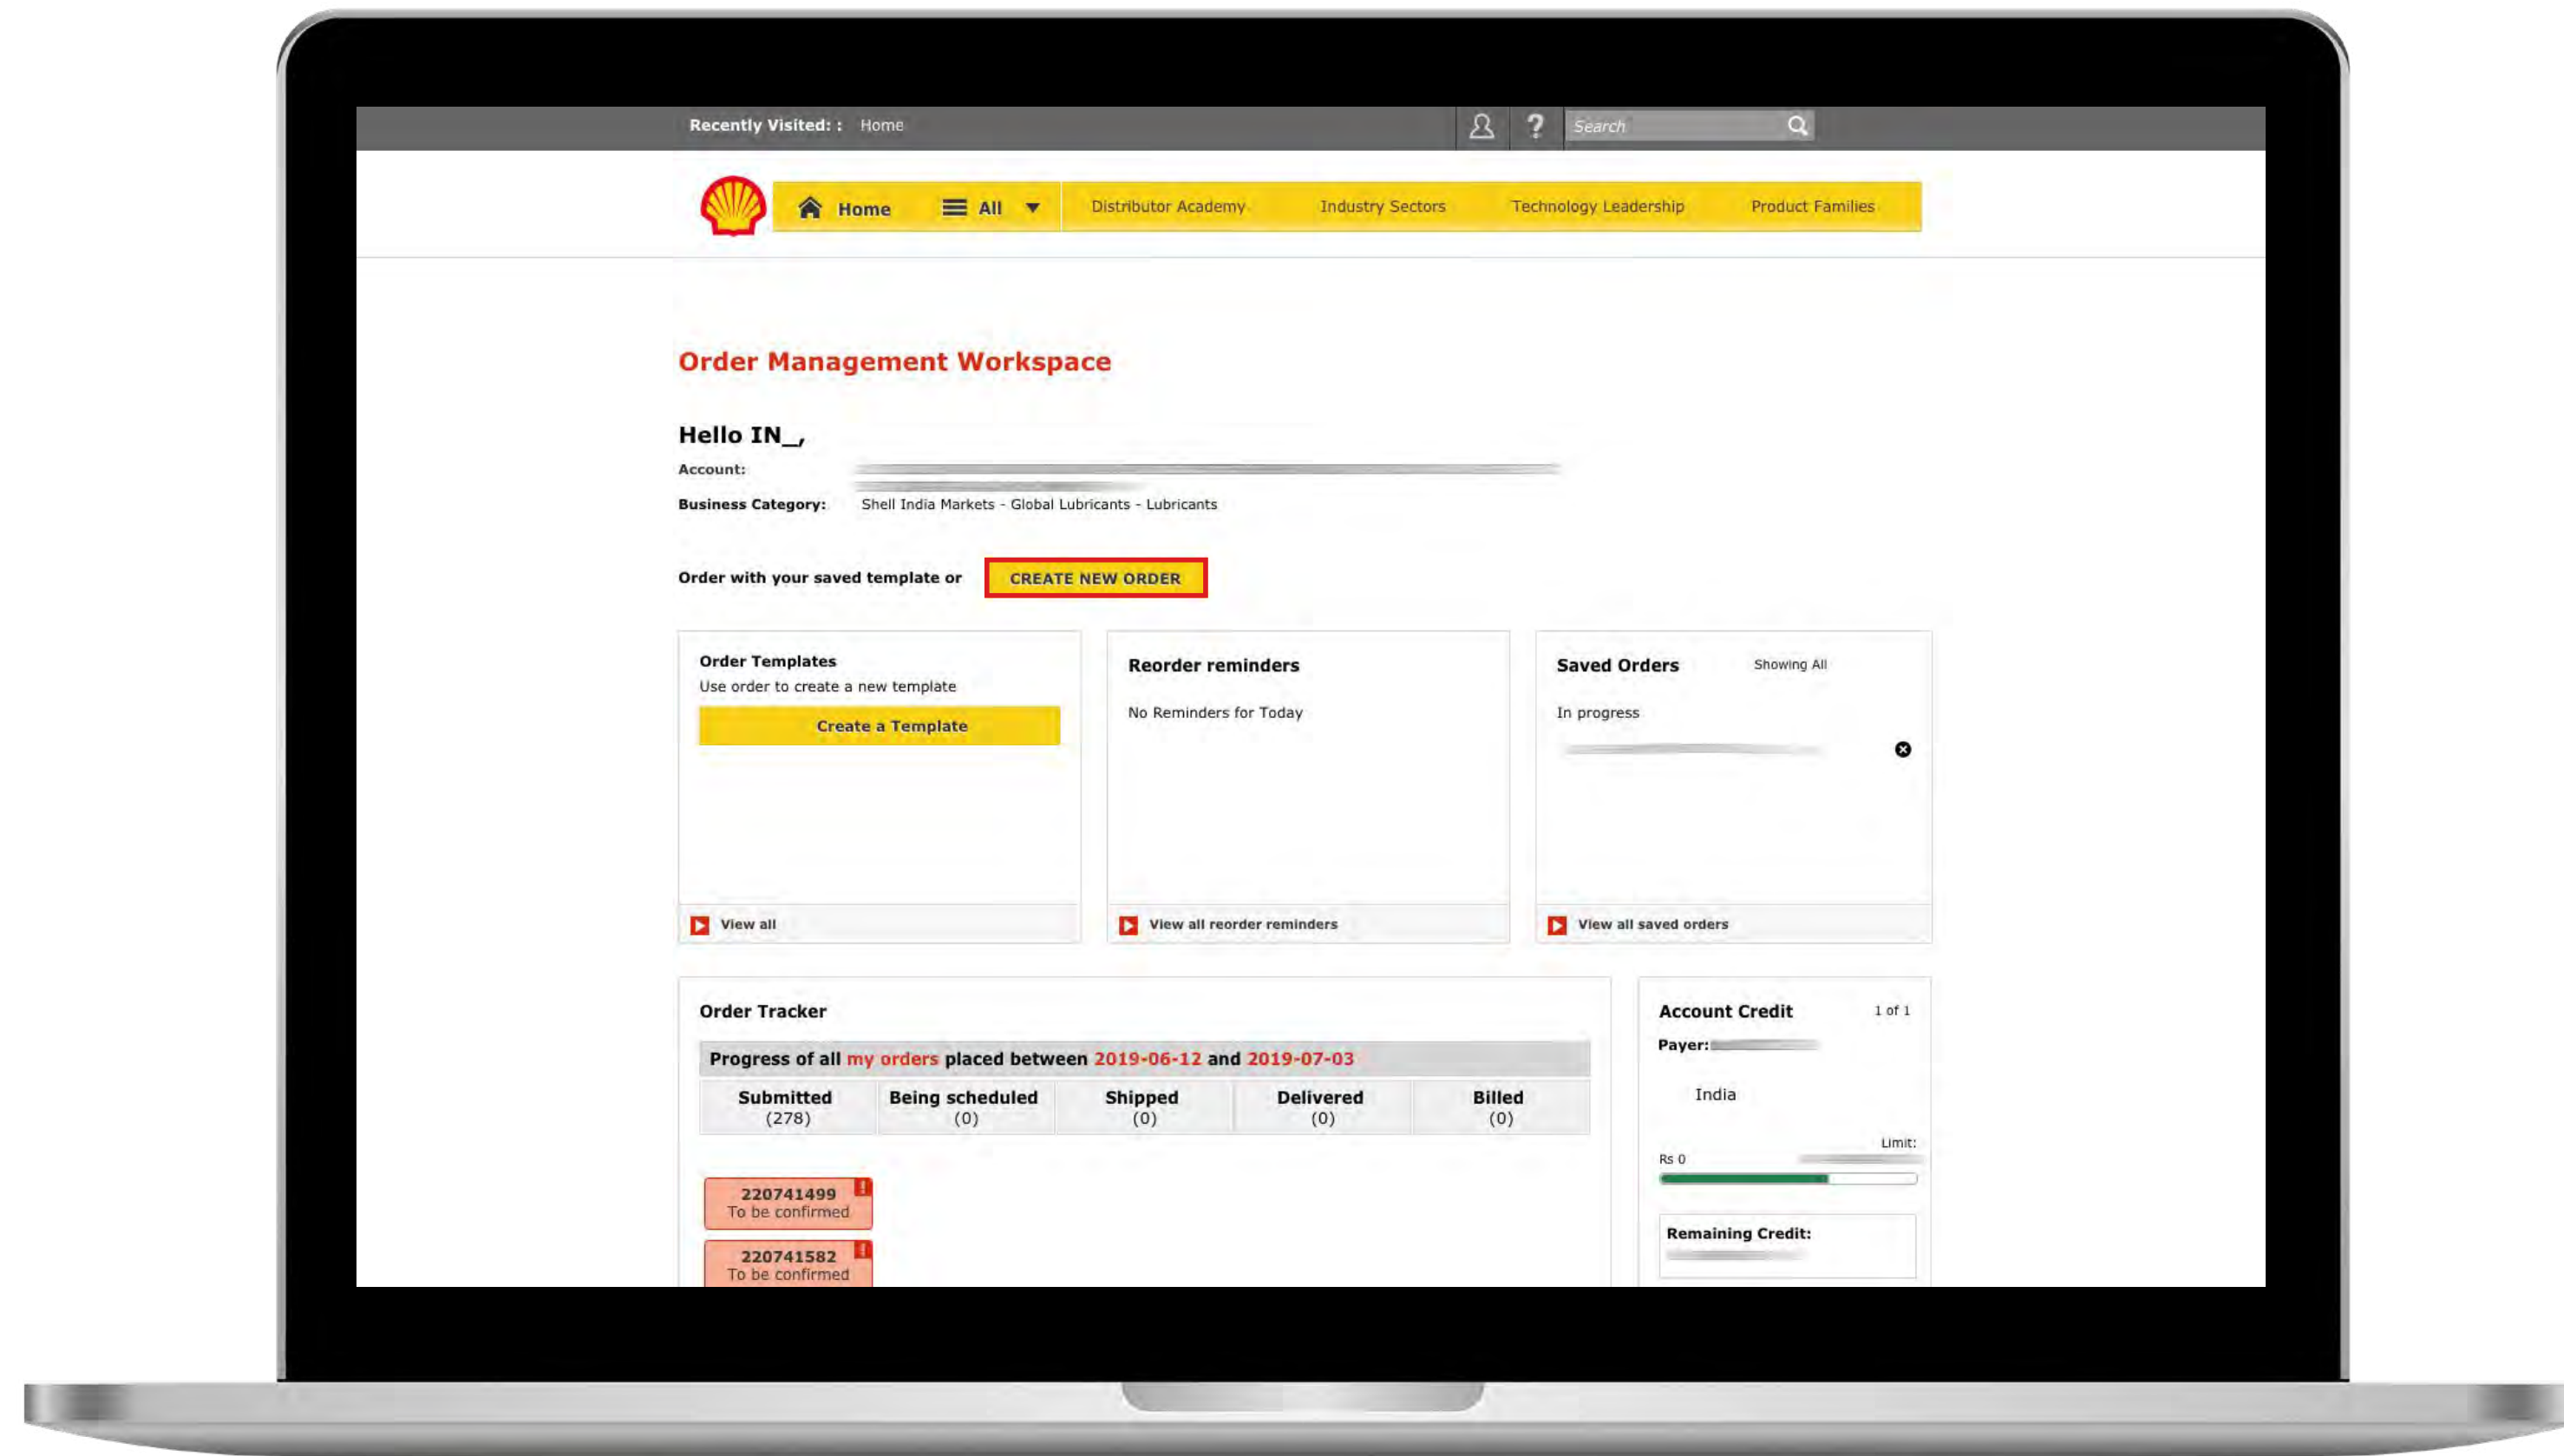 Recently Visited: : Home
Search
Home All Distributor Academy Industry Sectors Technology Leadership Product Families
Order Management Workspace
Hello IN_,
Account:
Business Category: Shell India Markets - Global Lubricants - Lubricants
Order with your saved template or CREATE NEW ORDER
Order Templates
Use order to create a new template
Create a Template
View all
Reorder reminders
No Reminders for Today
View all reorder reminders
Saved Orders Showing All
In progress
View all saved orders
Order Tracker
Progress of all my orders placed between 2019-06-12 and 2019-07-03
Submitted Being scheduled Shipped Delivered Billed
(278) (0) (0) (0) (0)
220741499
To be confirmed
220741582
To be confirmed
Account Credit 1 of 1
Payer:
India
Limit:
Rs 0
Remaining Credit: